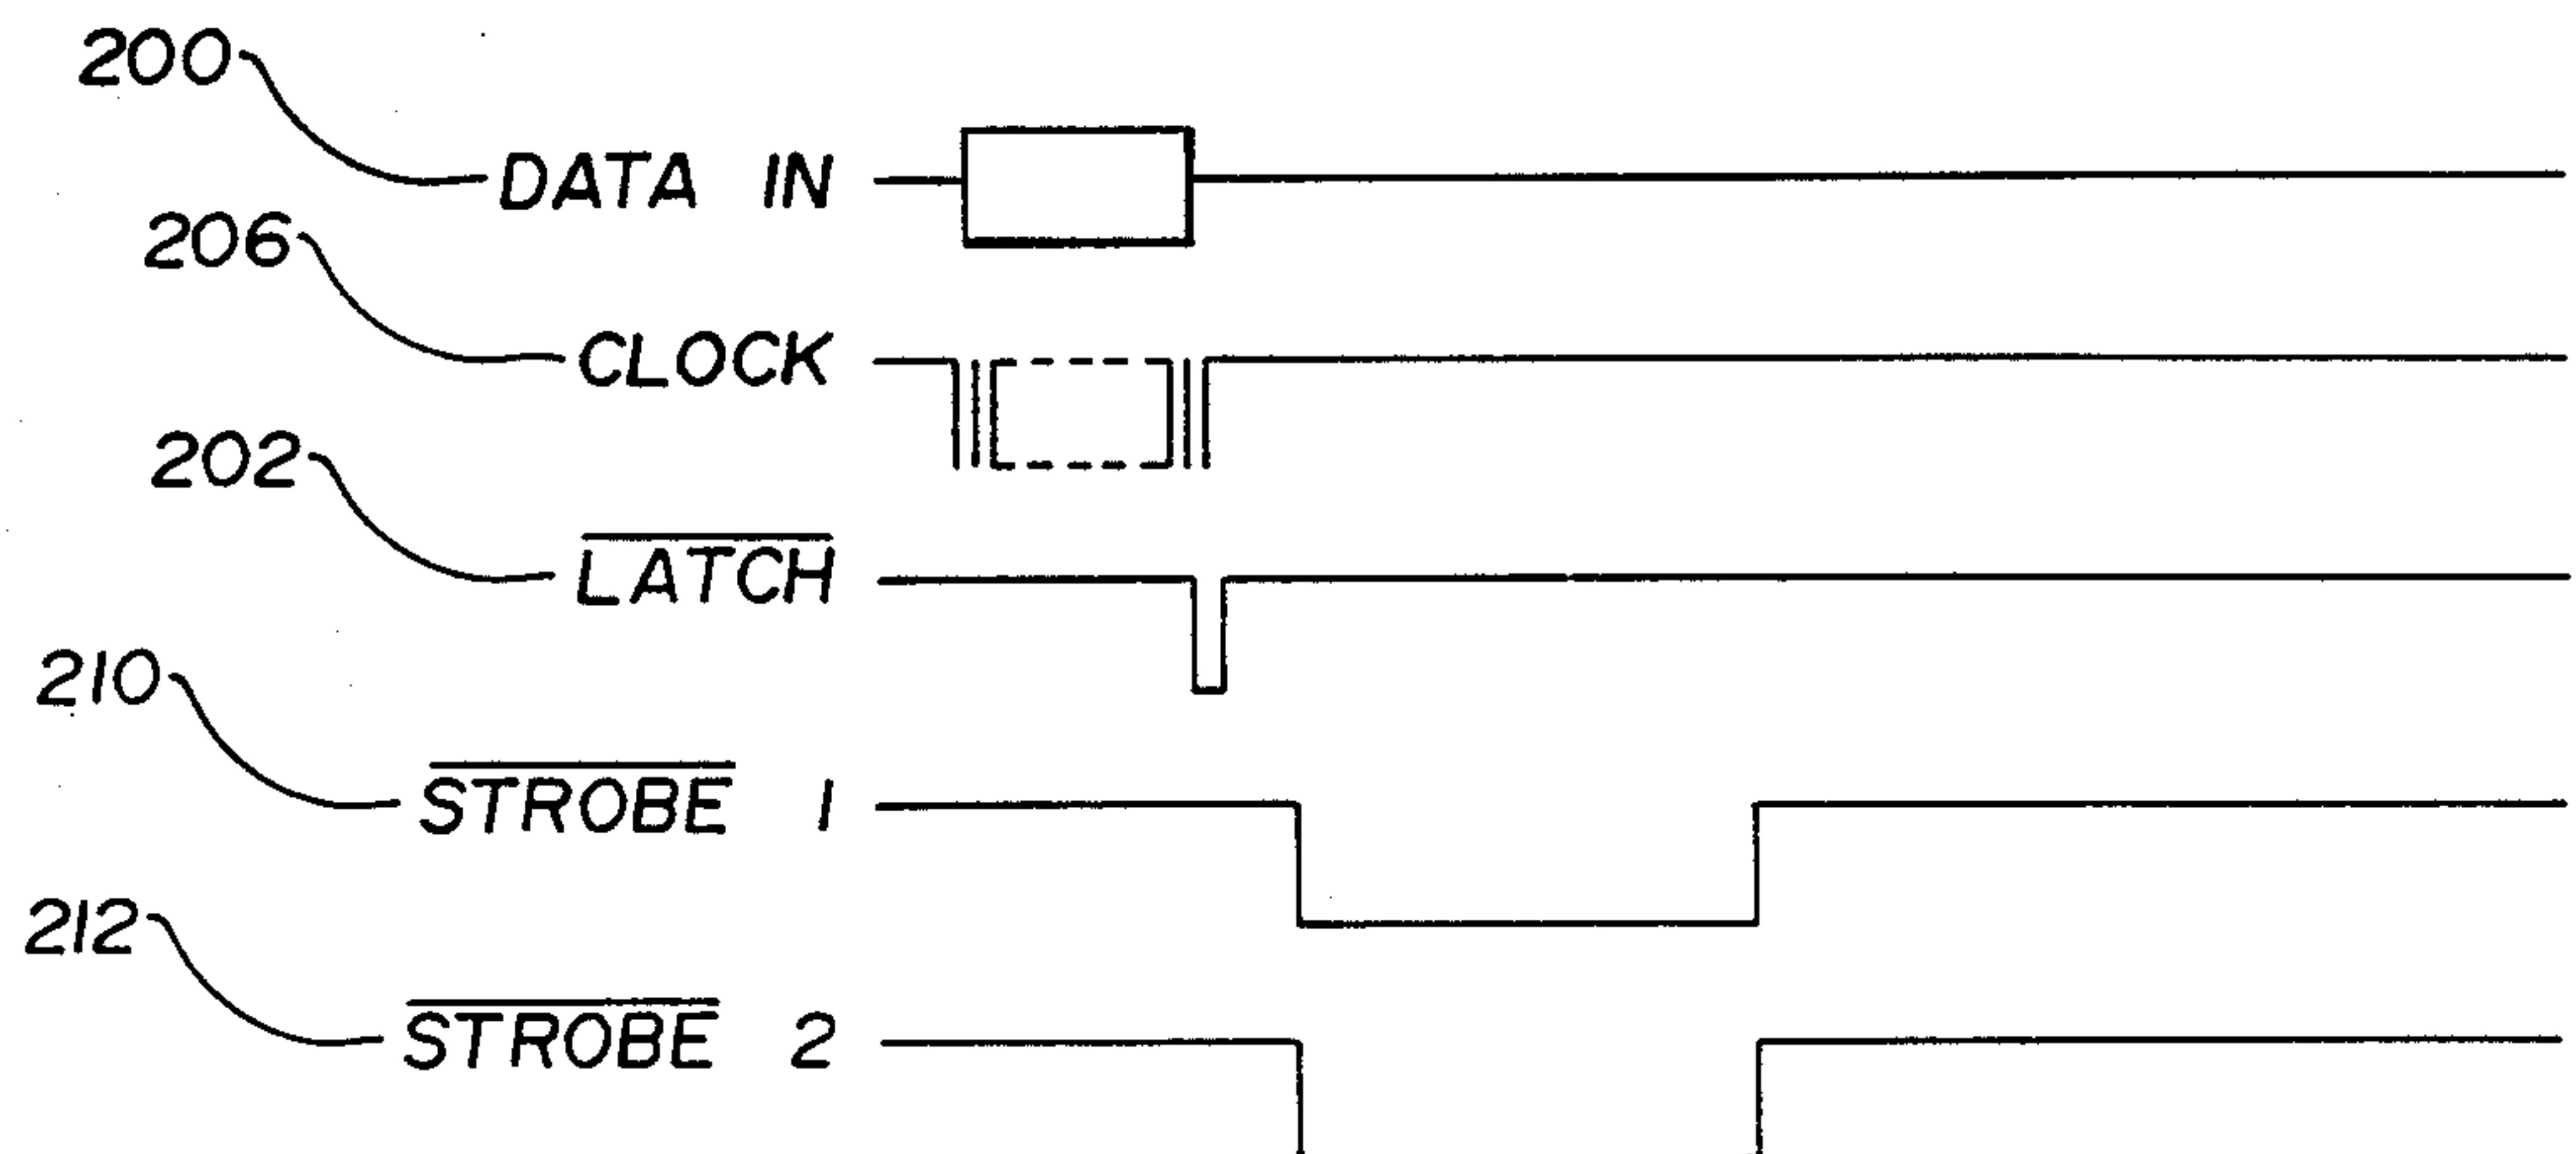 200
DATA IN
206
CLOCK
202
LATCH
210
STROBE 1
212
STROBE 2